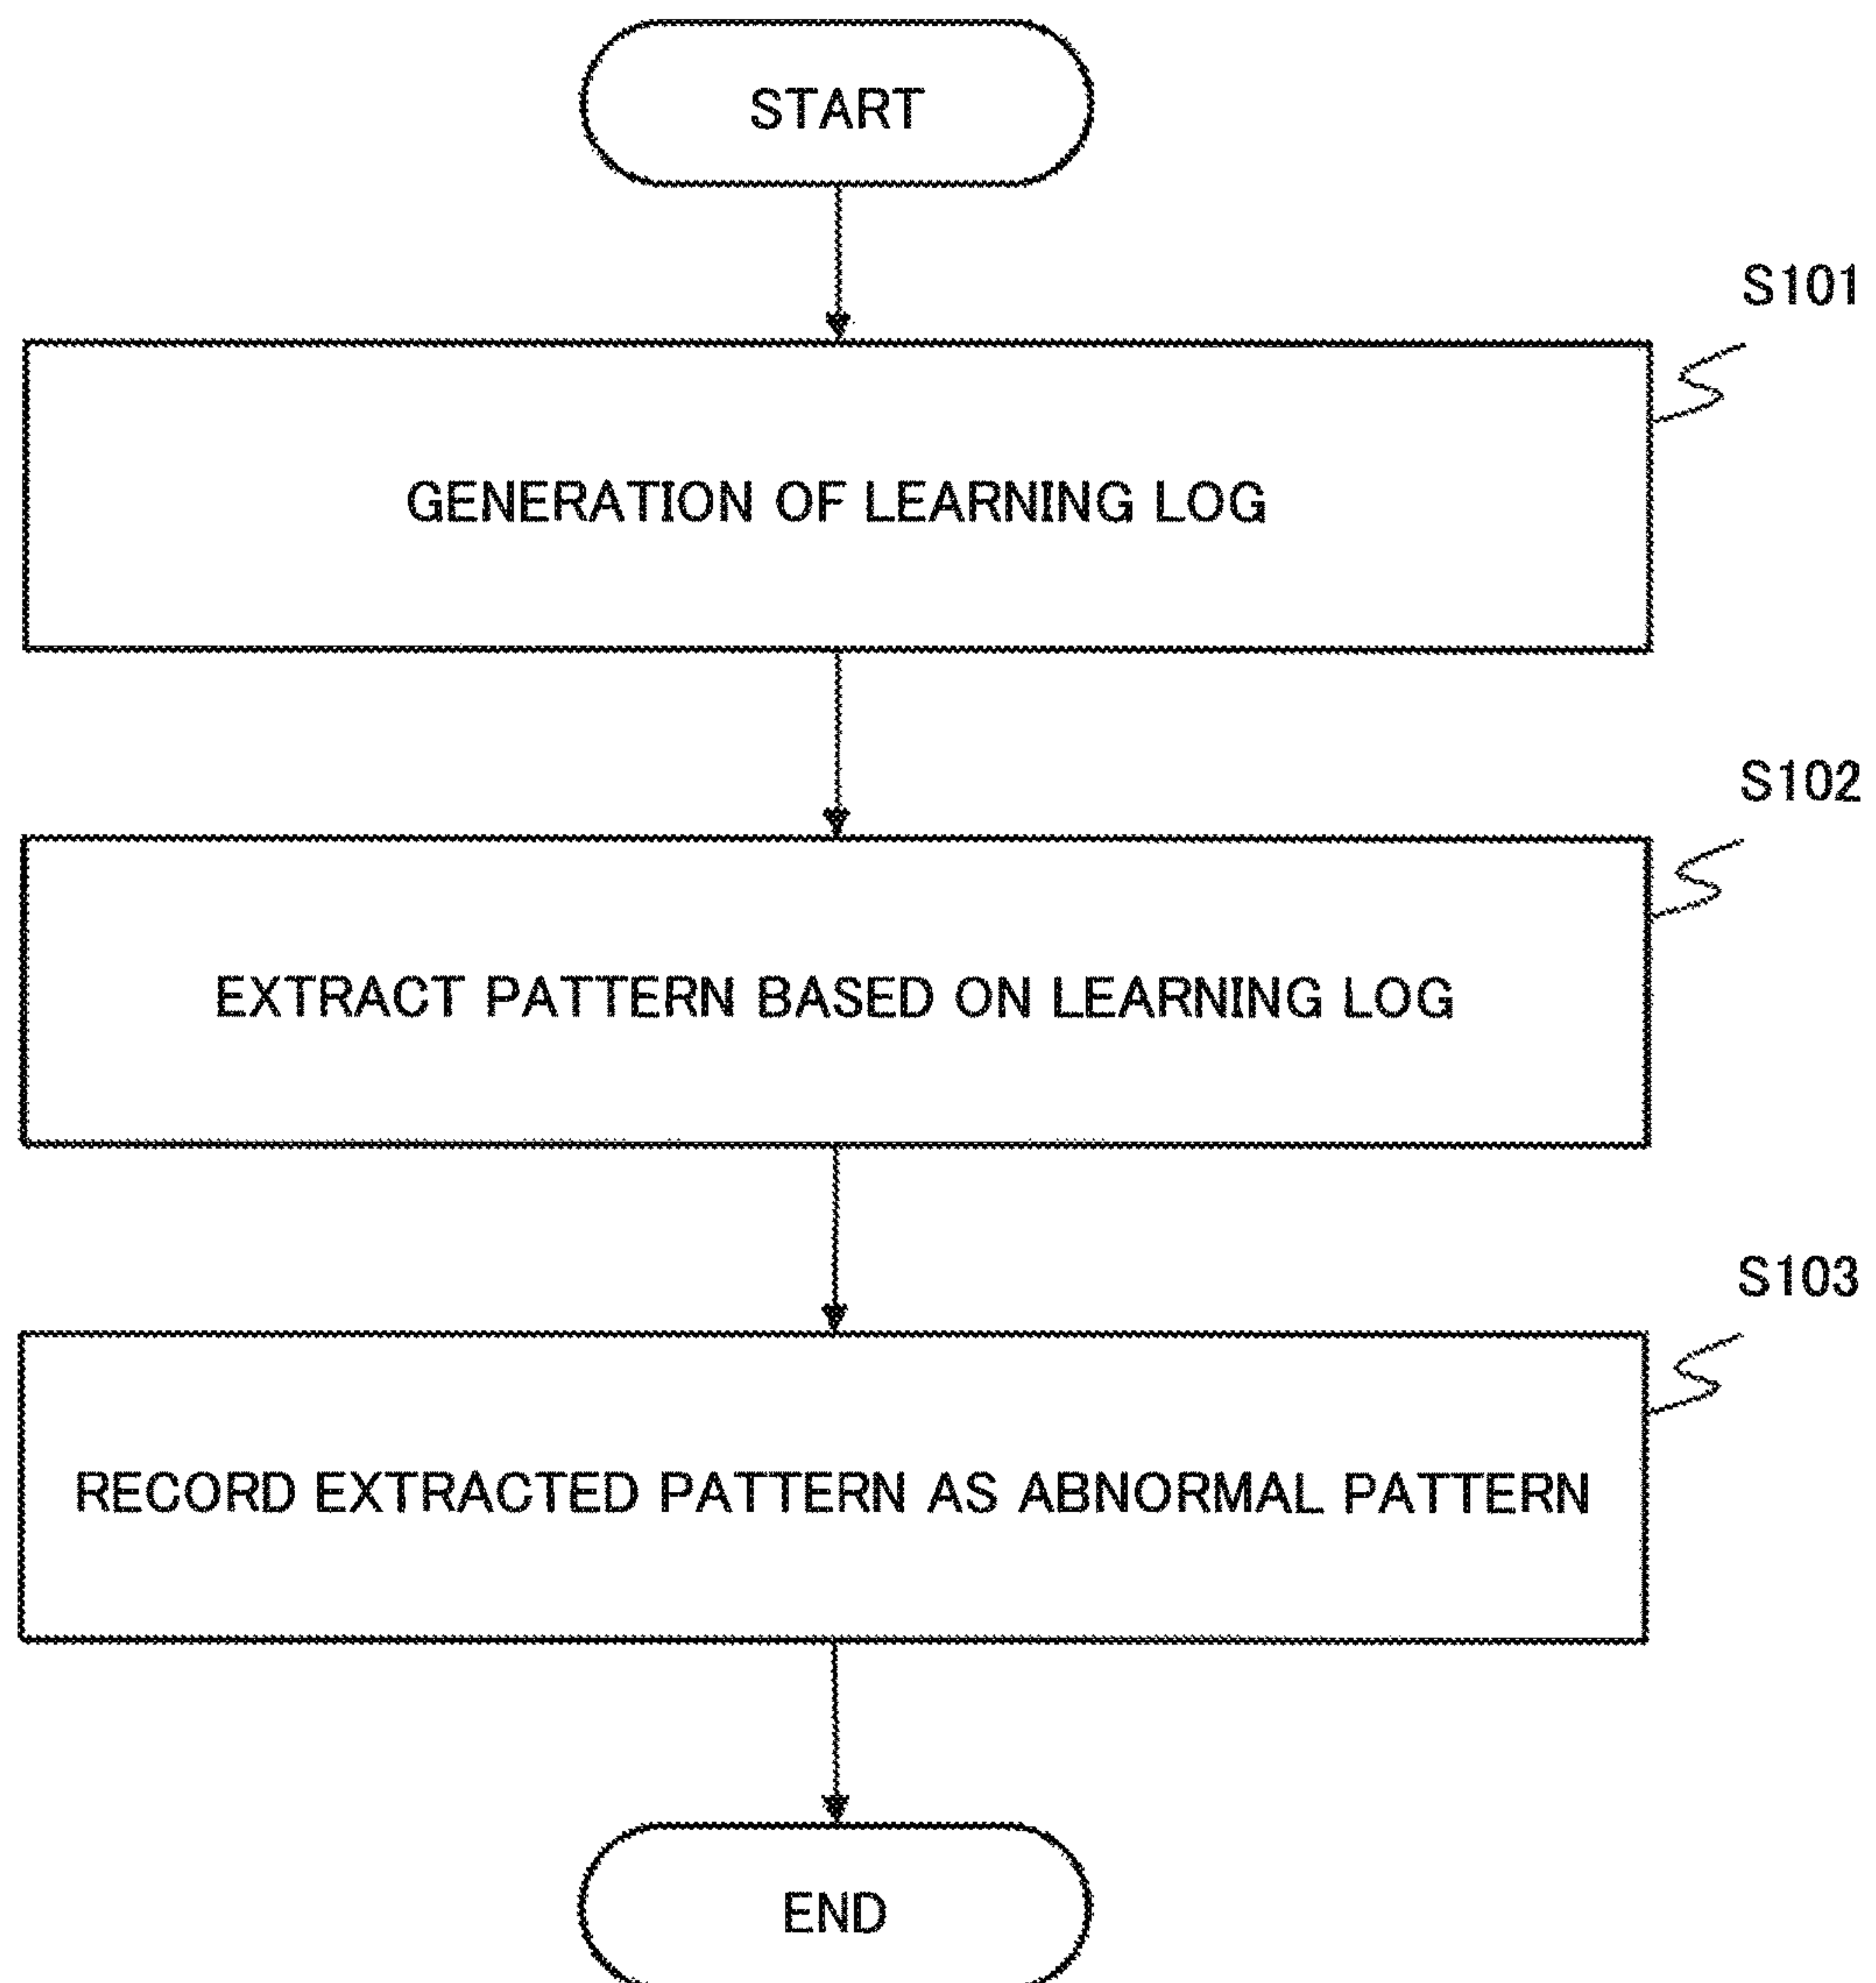 START
S101
GENERATION OF LEARNING LOG
S102
EXTRACT PATTERN BASED ON LEARNING LOG
S103
RECORD EXTRACTED PATTERN AS ABNORMAL PATTERN
END